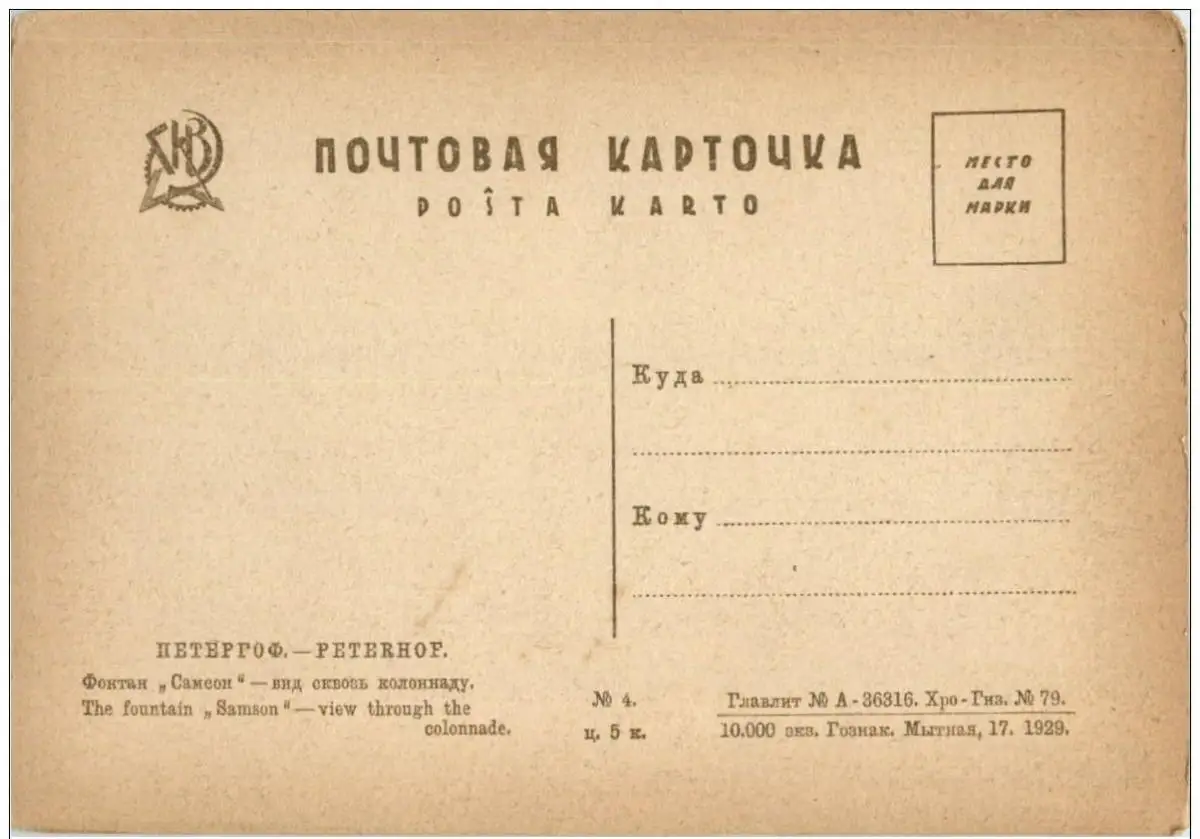 ПОЧТОВАЯ КАРТОЧКА
POŜTA KARTO
МЕСТО
ДЛЯ
МАРКИ
Куда
Кому
ПЕТЕРГОФ.—PETERHOF.
Фонтан „Самсон“ — вид сквозь колоннаду.
The fountain „Samson“ — view through the
colonnade.
№ 4.
ц. 5 к.
Главлит № А-36316. Хро-Гиз. № 79.
10.000 экз. Гознак. Мытная, 17. 1929.